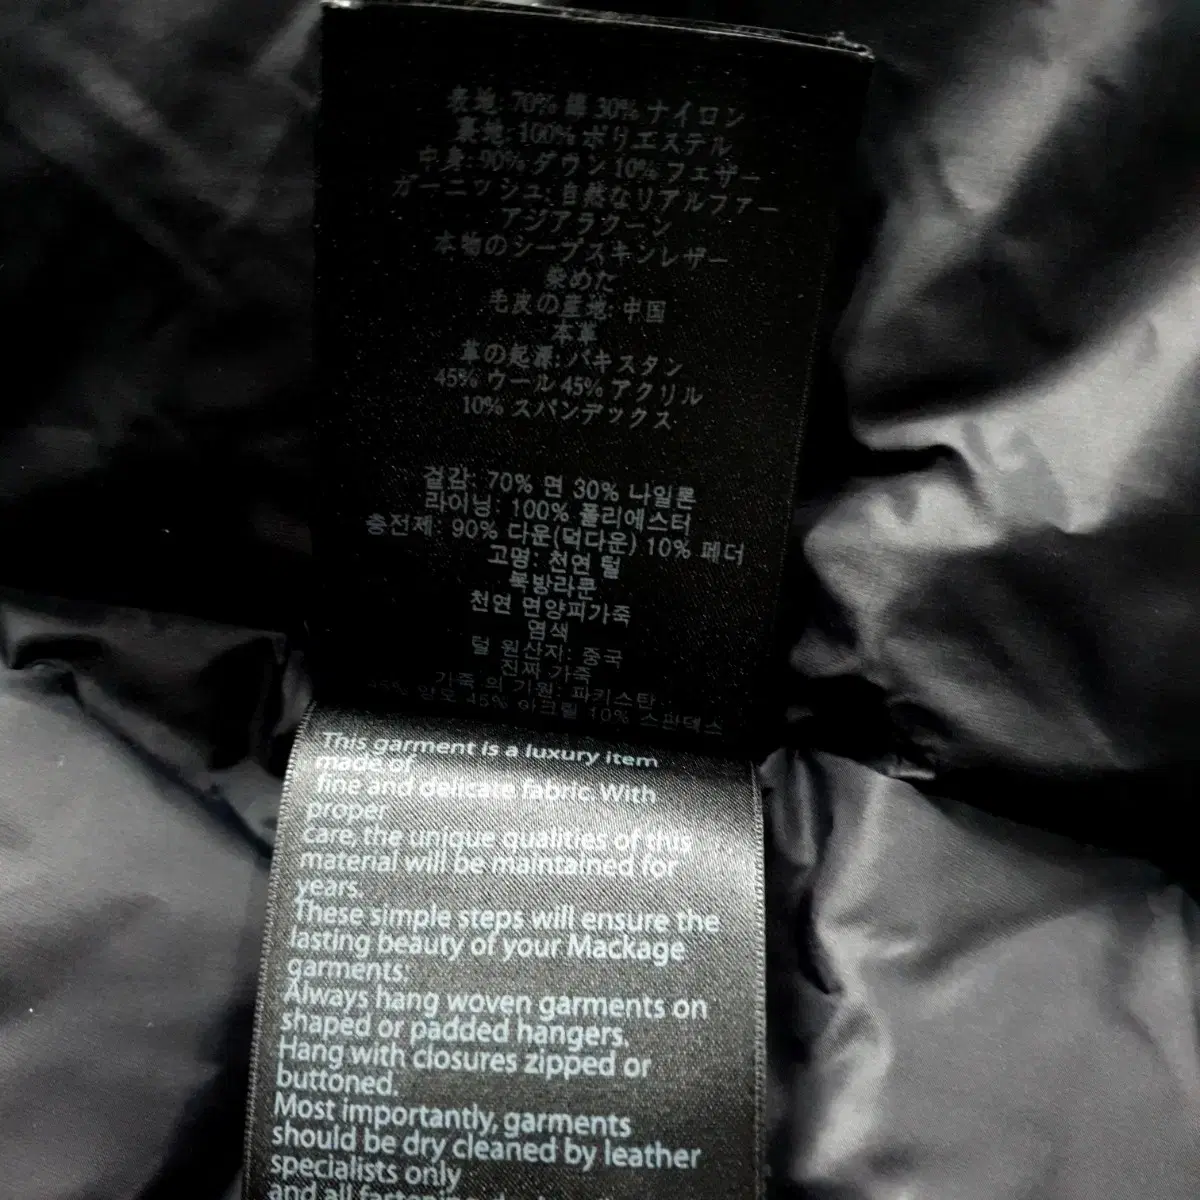 表地: 70% 綿 30% ナイロン
裏地: 100% ポリエステル
中身: 90% ダウン 10% フェザー
ガーニッシュ: 自然なリアルファー
アジアラクーン
本物のシープスキンレザー
染めた
毛皮の産地: 中国
本革
革の起源: パキスタン
45% ウール 45% アクリル
10% スパンデックス
겉감: 70% 면 30% 나일론
라이닝: 100% 폴리에스터
충전제: 90% 다운(덕다운) 10% 페더
고명: 천연 털
북방라쿤
천연 면양피가죽
염색
털 원산지: 중국
진짜 가죽
가죽 의 기원: 파키스탄
45% 양모 45% 아크릴 10% 스판덱스
This garment is a luxury item
made of
fine and delicate fabric. With
proper
care, the unique qualities of this
material will be maintained for
years.
These simple steps will ensure the
lasting beauty of your Mackage
garments:
Always hang woven garments on
shaped or padded hangers.
Hang with closures zipped or
buttoned.
Most importantly, garments
should be dry cleaned by leather
specialists only
and all